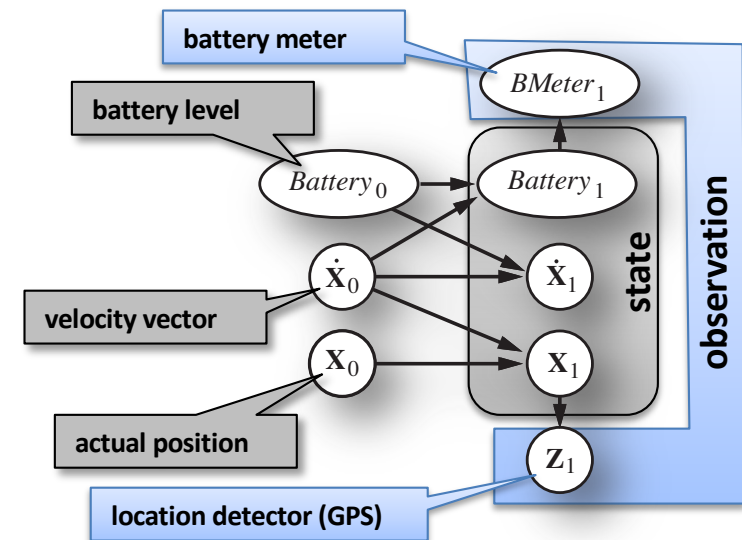 battery meter
BMeter₁
battery level
Battery₀
Battery₁
Ẋ₀
Ẋ₁
state
observation
velocity vector
X₀
X₁
actual position
Z₁
location detector (GPS)